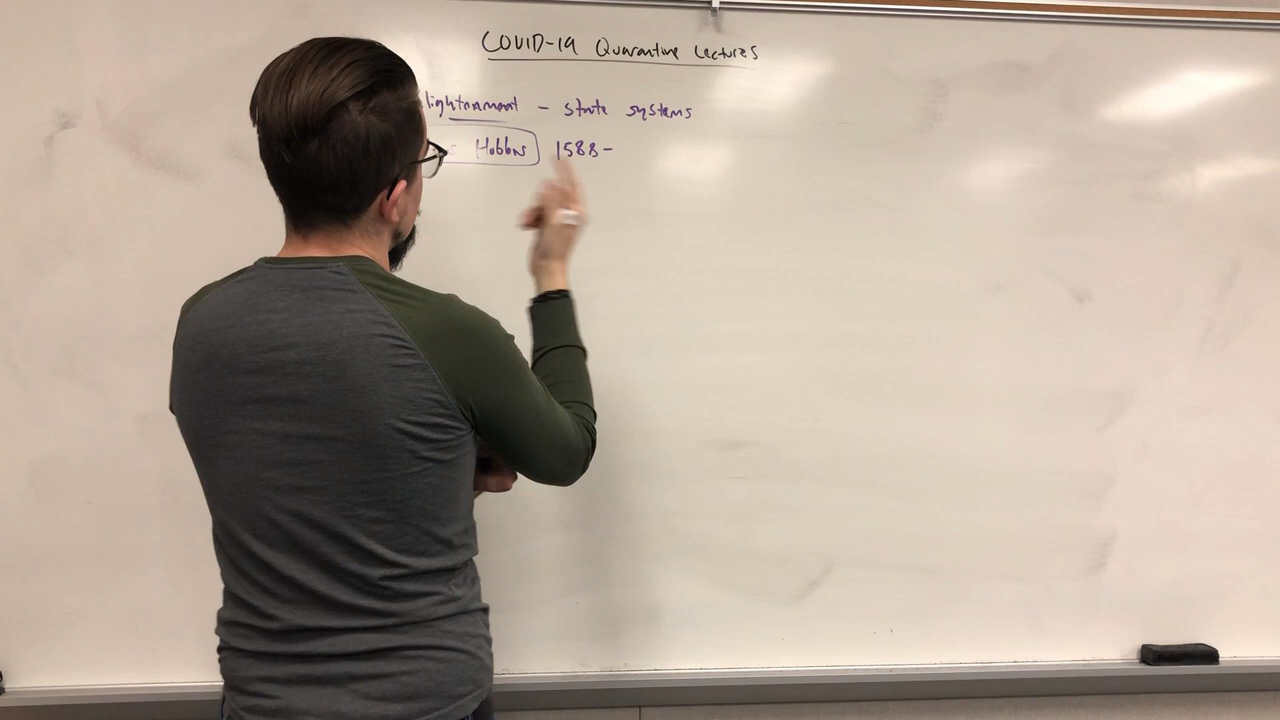 COVID-19 Quarantine Lectures
lightenment - state systems
s Hobbes 1588-